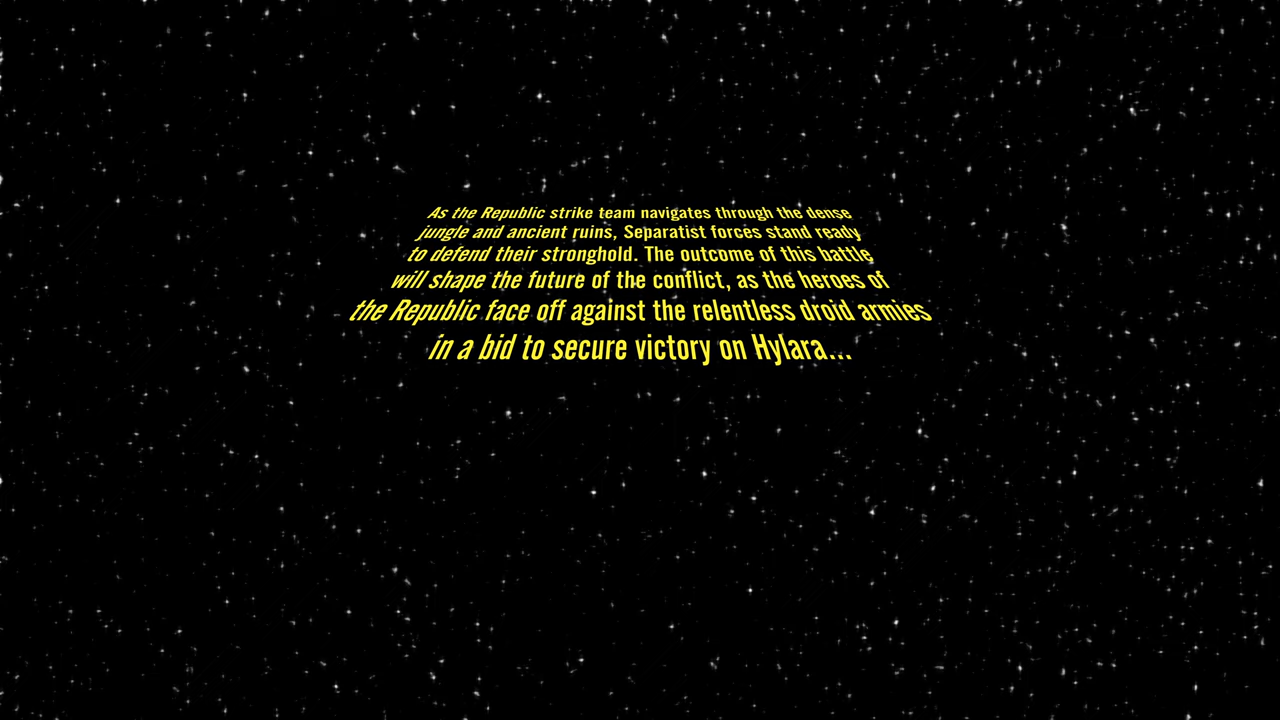 As the Republic strike team navigates through the dense
jungle and ancient ruins, Separatist forces stand ready
to defend their stronghold. The outcome of this battle
will shape the future of the conflict, as the heroes of
the Republic face off against the relentless droid armies
in a bid to secure victory on Hylara...